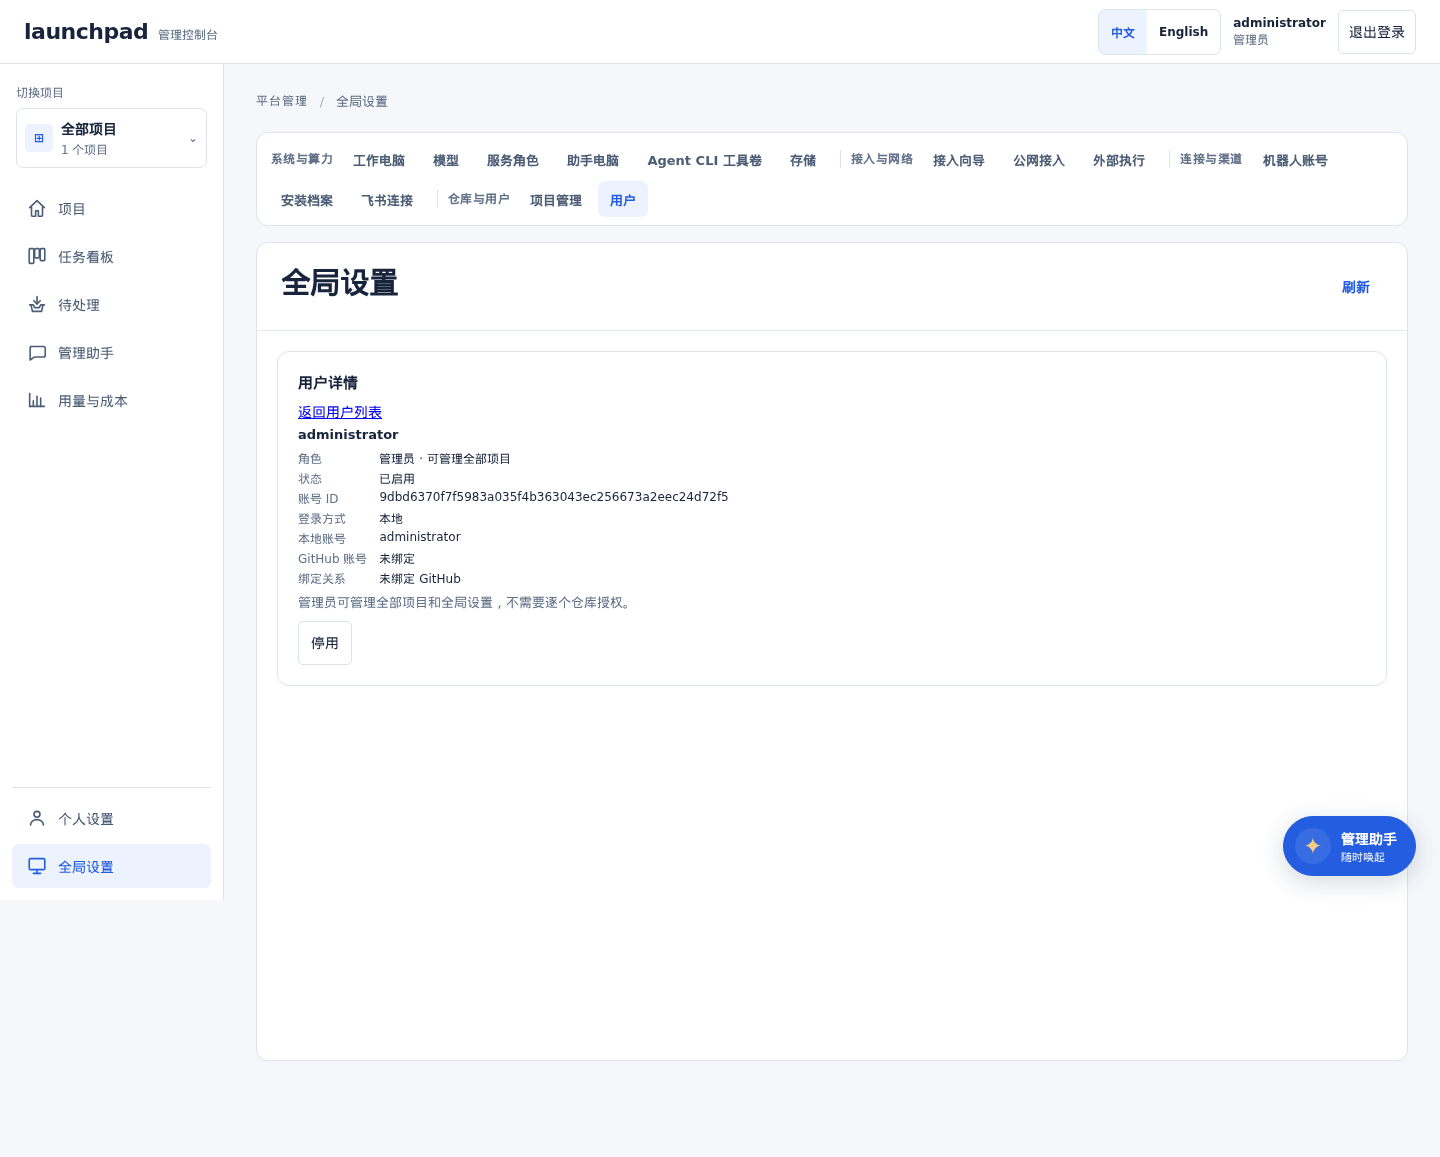 launchpad 管理控制台
中文 English
administrator
管理员
退出登录
切换项目
全部项目
1 个项目
项目
任务看板
待处理
管理助手
用量与成本
个人设置
全局设置
平台管理 / 全局设置
系统与算力 工作电脑 模型 服务角色 助手电脑 Agent CLI 工具卷 存储 接入与网络 接入向导 公网接入 外部执行 连接与渠道 机器人账号
安装档案 飞书连接 仓库与用户 项目管理 用户
全局设置
刷新
用户详情
返回用户列表
administrator
角色 管理员 · 可管理全部项目
状态 已启用
账号 ID 9dbd6370f7f5983a035f4b363043ec256673a2eec24d72f5
登录方式 本地
本地账号 administrator
GitHub 账号 未绑定
绑定关系 未绑定 GitHub
管理员可管理全部项目和全局设置，不需要逐个仓库授权。
停用
管理助手
随时唤起